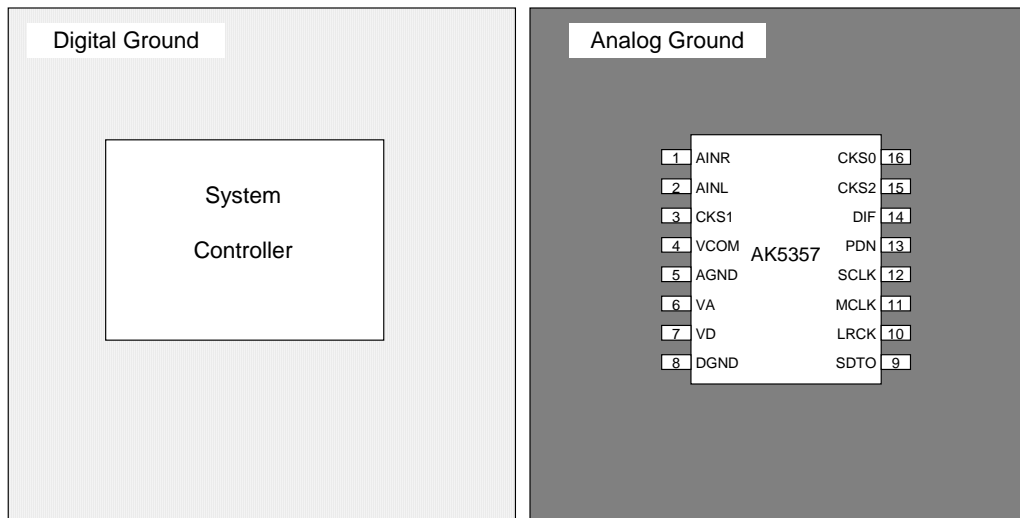 Digital Ground
System
Controller
Analog Ground
AK5357
1 AINR
2 AINL
3 CKS1
4 VCOM
5 AGND
6 VA
7 VD
8 DGND
CKS0 16
CKS2 15
DIF 14
PDN 13
SCLK 12
MCLK 11
LRCK 10
SDTO 9